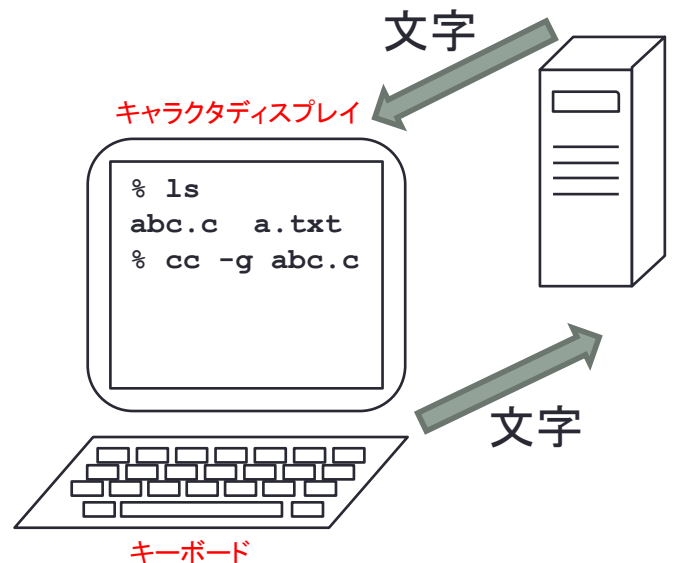 文字
キャラクタディスプレイ
% ls
abc.c  a.txt
% cc -g abc.c
文字
キーボード